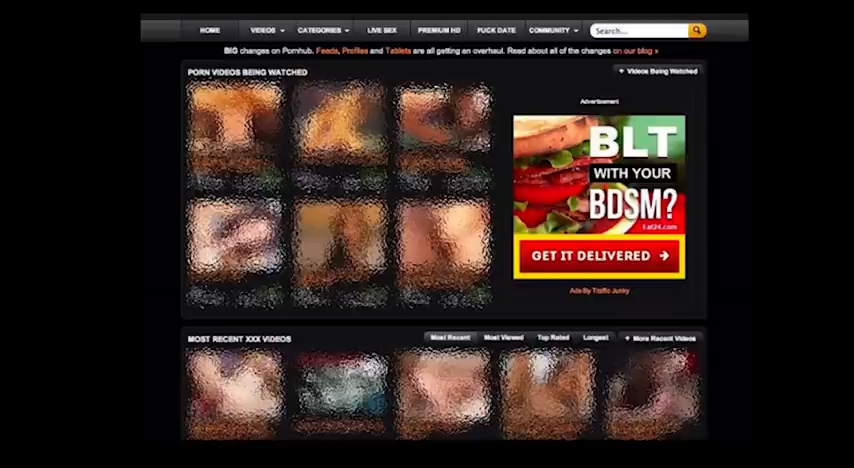 HOME VIDEOS CATEGORIES LIVE SEX PREMIUM HD FUCK DATE COMMUNITY Search...
BIG changes on Pornhub. Feeds, Profiles and Tablets are all getting an overhaul. Read about all of the changes on our blog »
PORN VIDEOS BEING WATCHED
+ Videos Being Watched
Advertisement
BLT
WITH YOUR
BDSM?
Eat24.com
GET IT DELIVERED →
Ads By Traffic Junky
MOST RECENT XXX VIDEOS
Most Recent Most Viewed Top Rated Longest + More Recent Videos